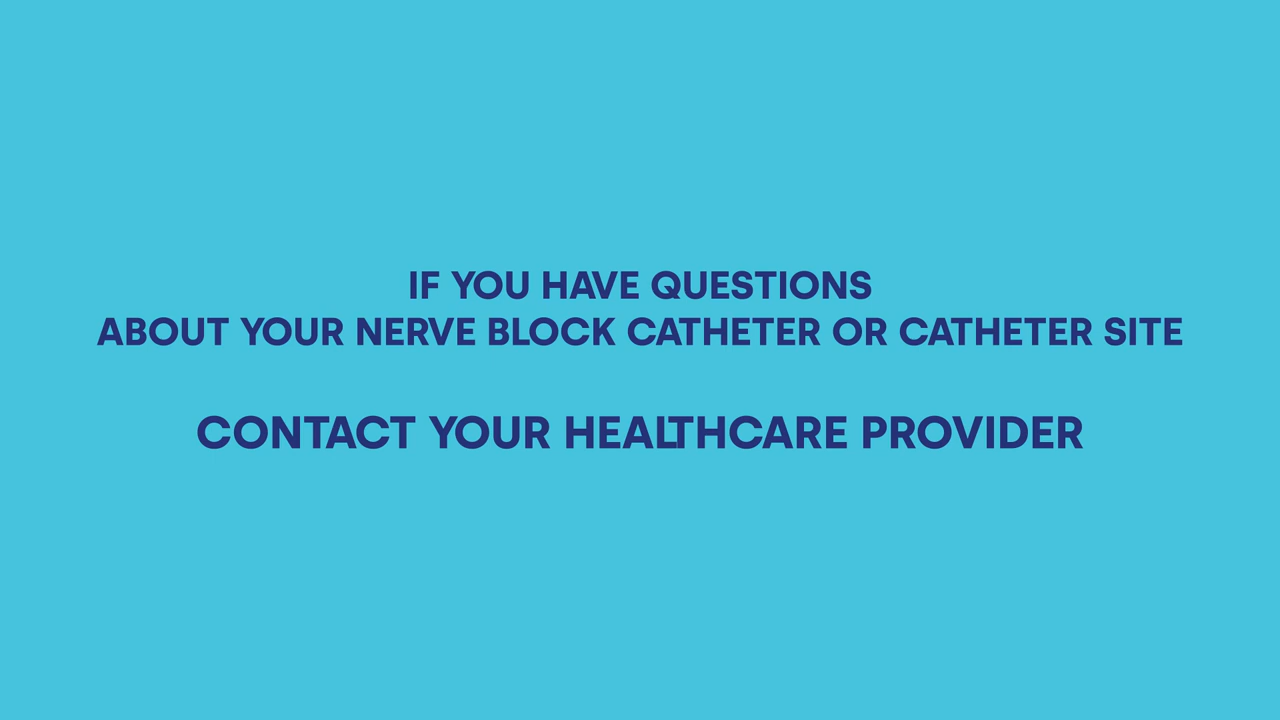 IF YOU HAVE QUESTIONS
ABOUT YOUR NERVE BLOCK CATHETER OR CATHETER SITE
CONTACT YOUR HEALTHCARE PROVIDER